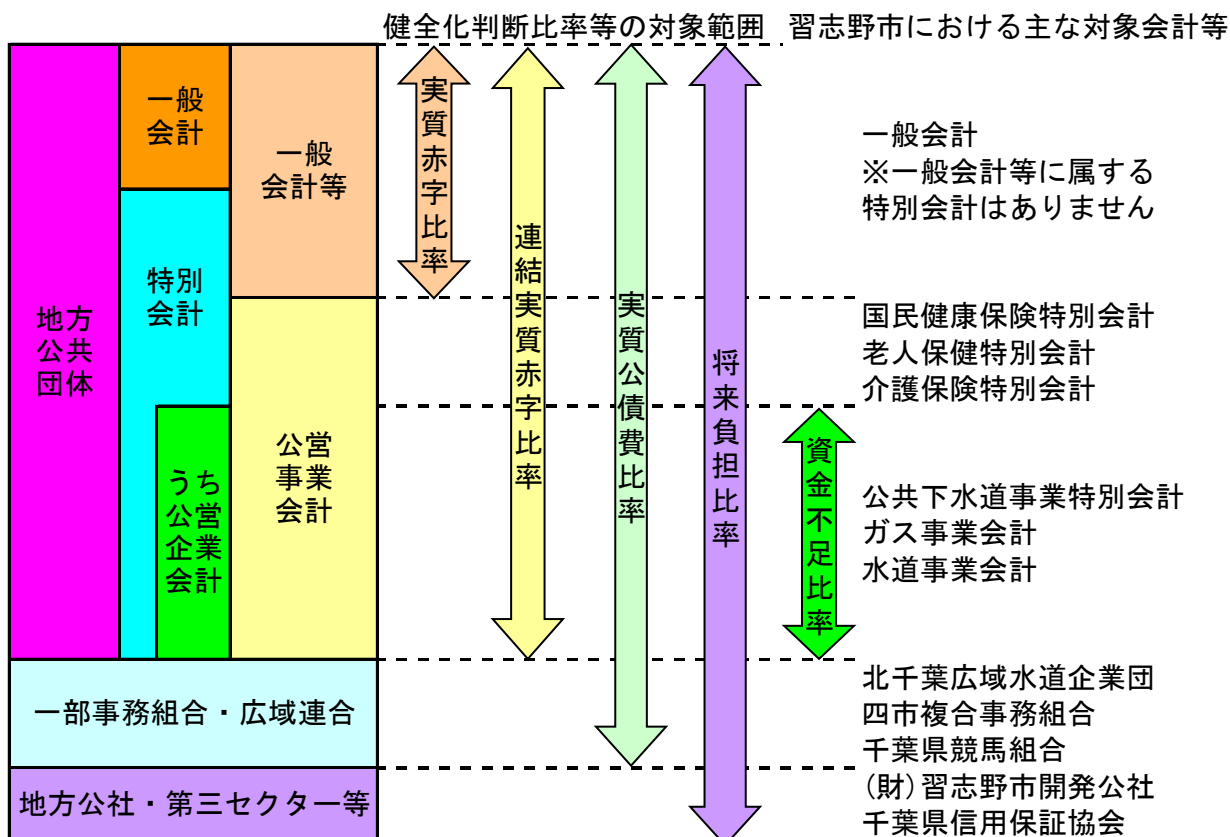 健全化判断比率等の対象範囲
習志野市における主な対象会計等
地方
公共
団体
一般
会計
特別
会計
うち
公営
企業
会計
一般
会計等
公営
事業
会計
一部事務組合・広域連合
地方公社・第三セクター等
実質赤字比率
連結実質赤字比率
実質公債費比率
将来負担比率
資金不足比率
一般会計
※一般会計等に属する
特別会計はありません
国民健康保険特別会計
老人保健特別会計
介護保険特別会計
公共下水道事業特別会計
ガス事業会計
水道事業会計
北千葉広域水道企業団
四市複合事務組合
千葉県競馬組合
(財)習志野市開発公社
千葉県信用保証協会